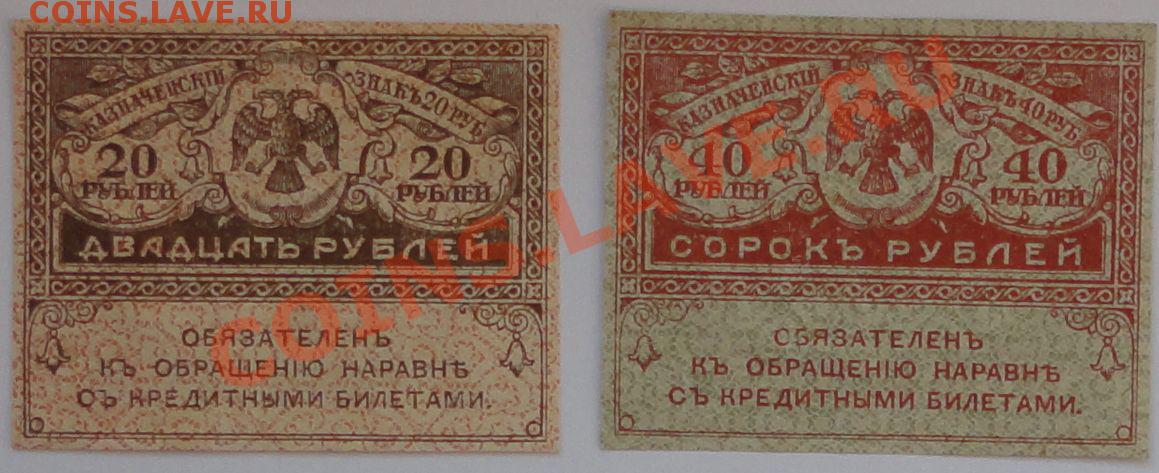 COINS.LAVE.RU
КАЗНАЧЕЙСКІЙ ЗНАКЪ 20 РУБ
20 РУБЛЕЙ
20 РУБЛЕЙ
ДВАДЦАТЬ РУБЛЕЙ
ОБЯЗАТЕЛЕНЪ
КЪ ОБРАЩЕНІЮ НАРАВНѢ
СЪ КРЕДИТНЫМИ БИЛЕТАМИ.
КАЗНАЧЕЙСКІЙ ЗНАКЪ 40 РУБ
40 РУБЛЕЙ
40 РУБЛЕЙ
СОРОКЪ РУБЛЕЙ
ОБЯЗАТЕЛЕНЪ
КЪ ОБРАЩЕНІЮ НАРАВНѢ
СЪ КРЕДИТНЫМИ БИЛЕТАМИ.
COINS.LAVE.RU